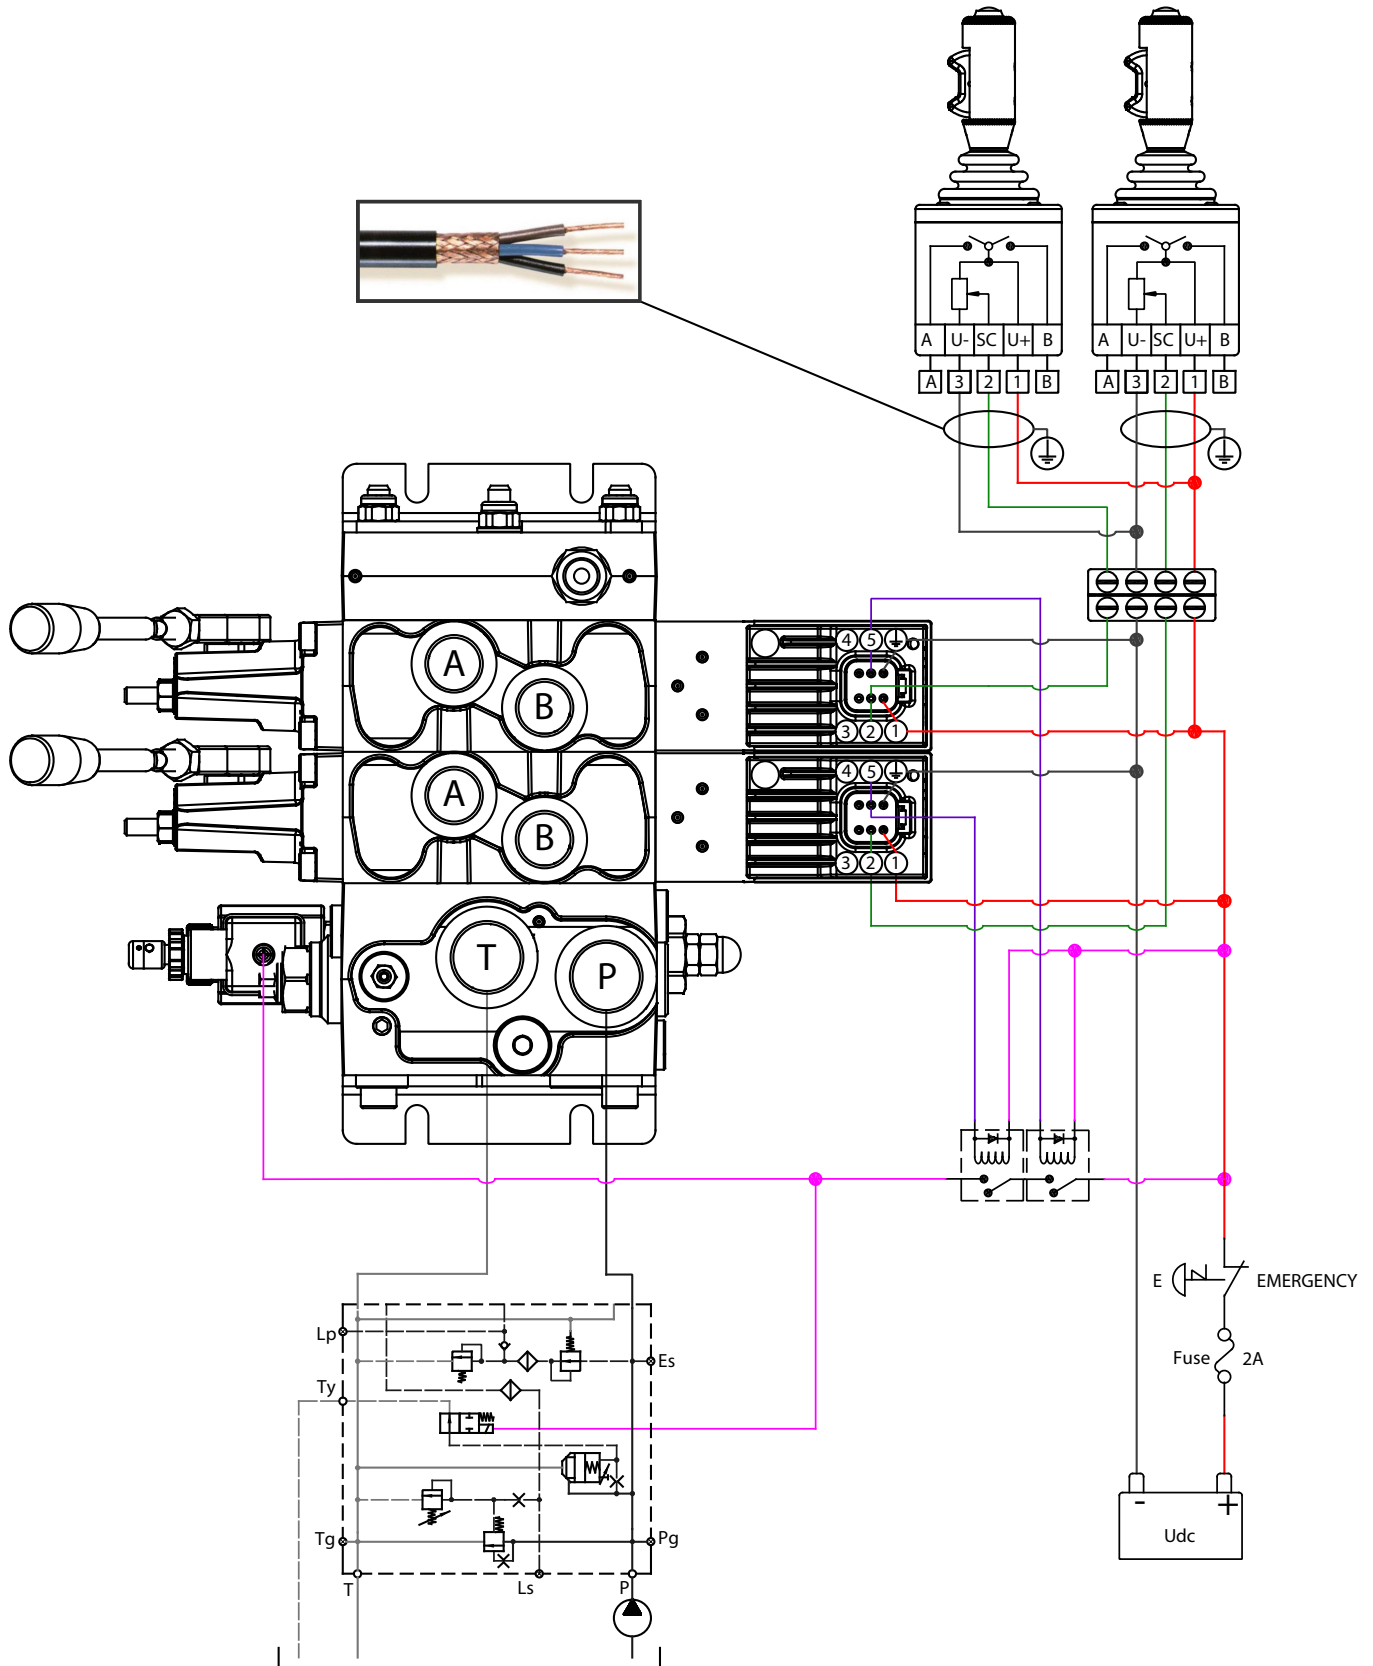 A U- SC U+ B
A U- SC U+ B
A 3 2 1 B
A 3 2 1 B
A
B
4 5
3 2 1
A
B
4 5
3 2 1
T
P
E EMERGENCY
Fuse 2A
Lp
Es
Ty
Tg
Pg
T
Ls
P
- +
Udc